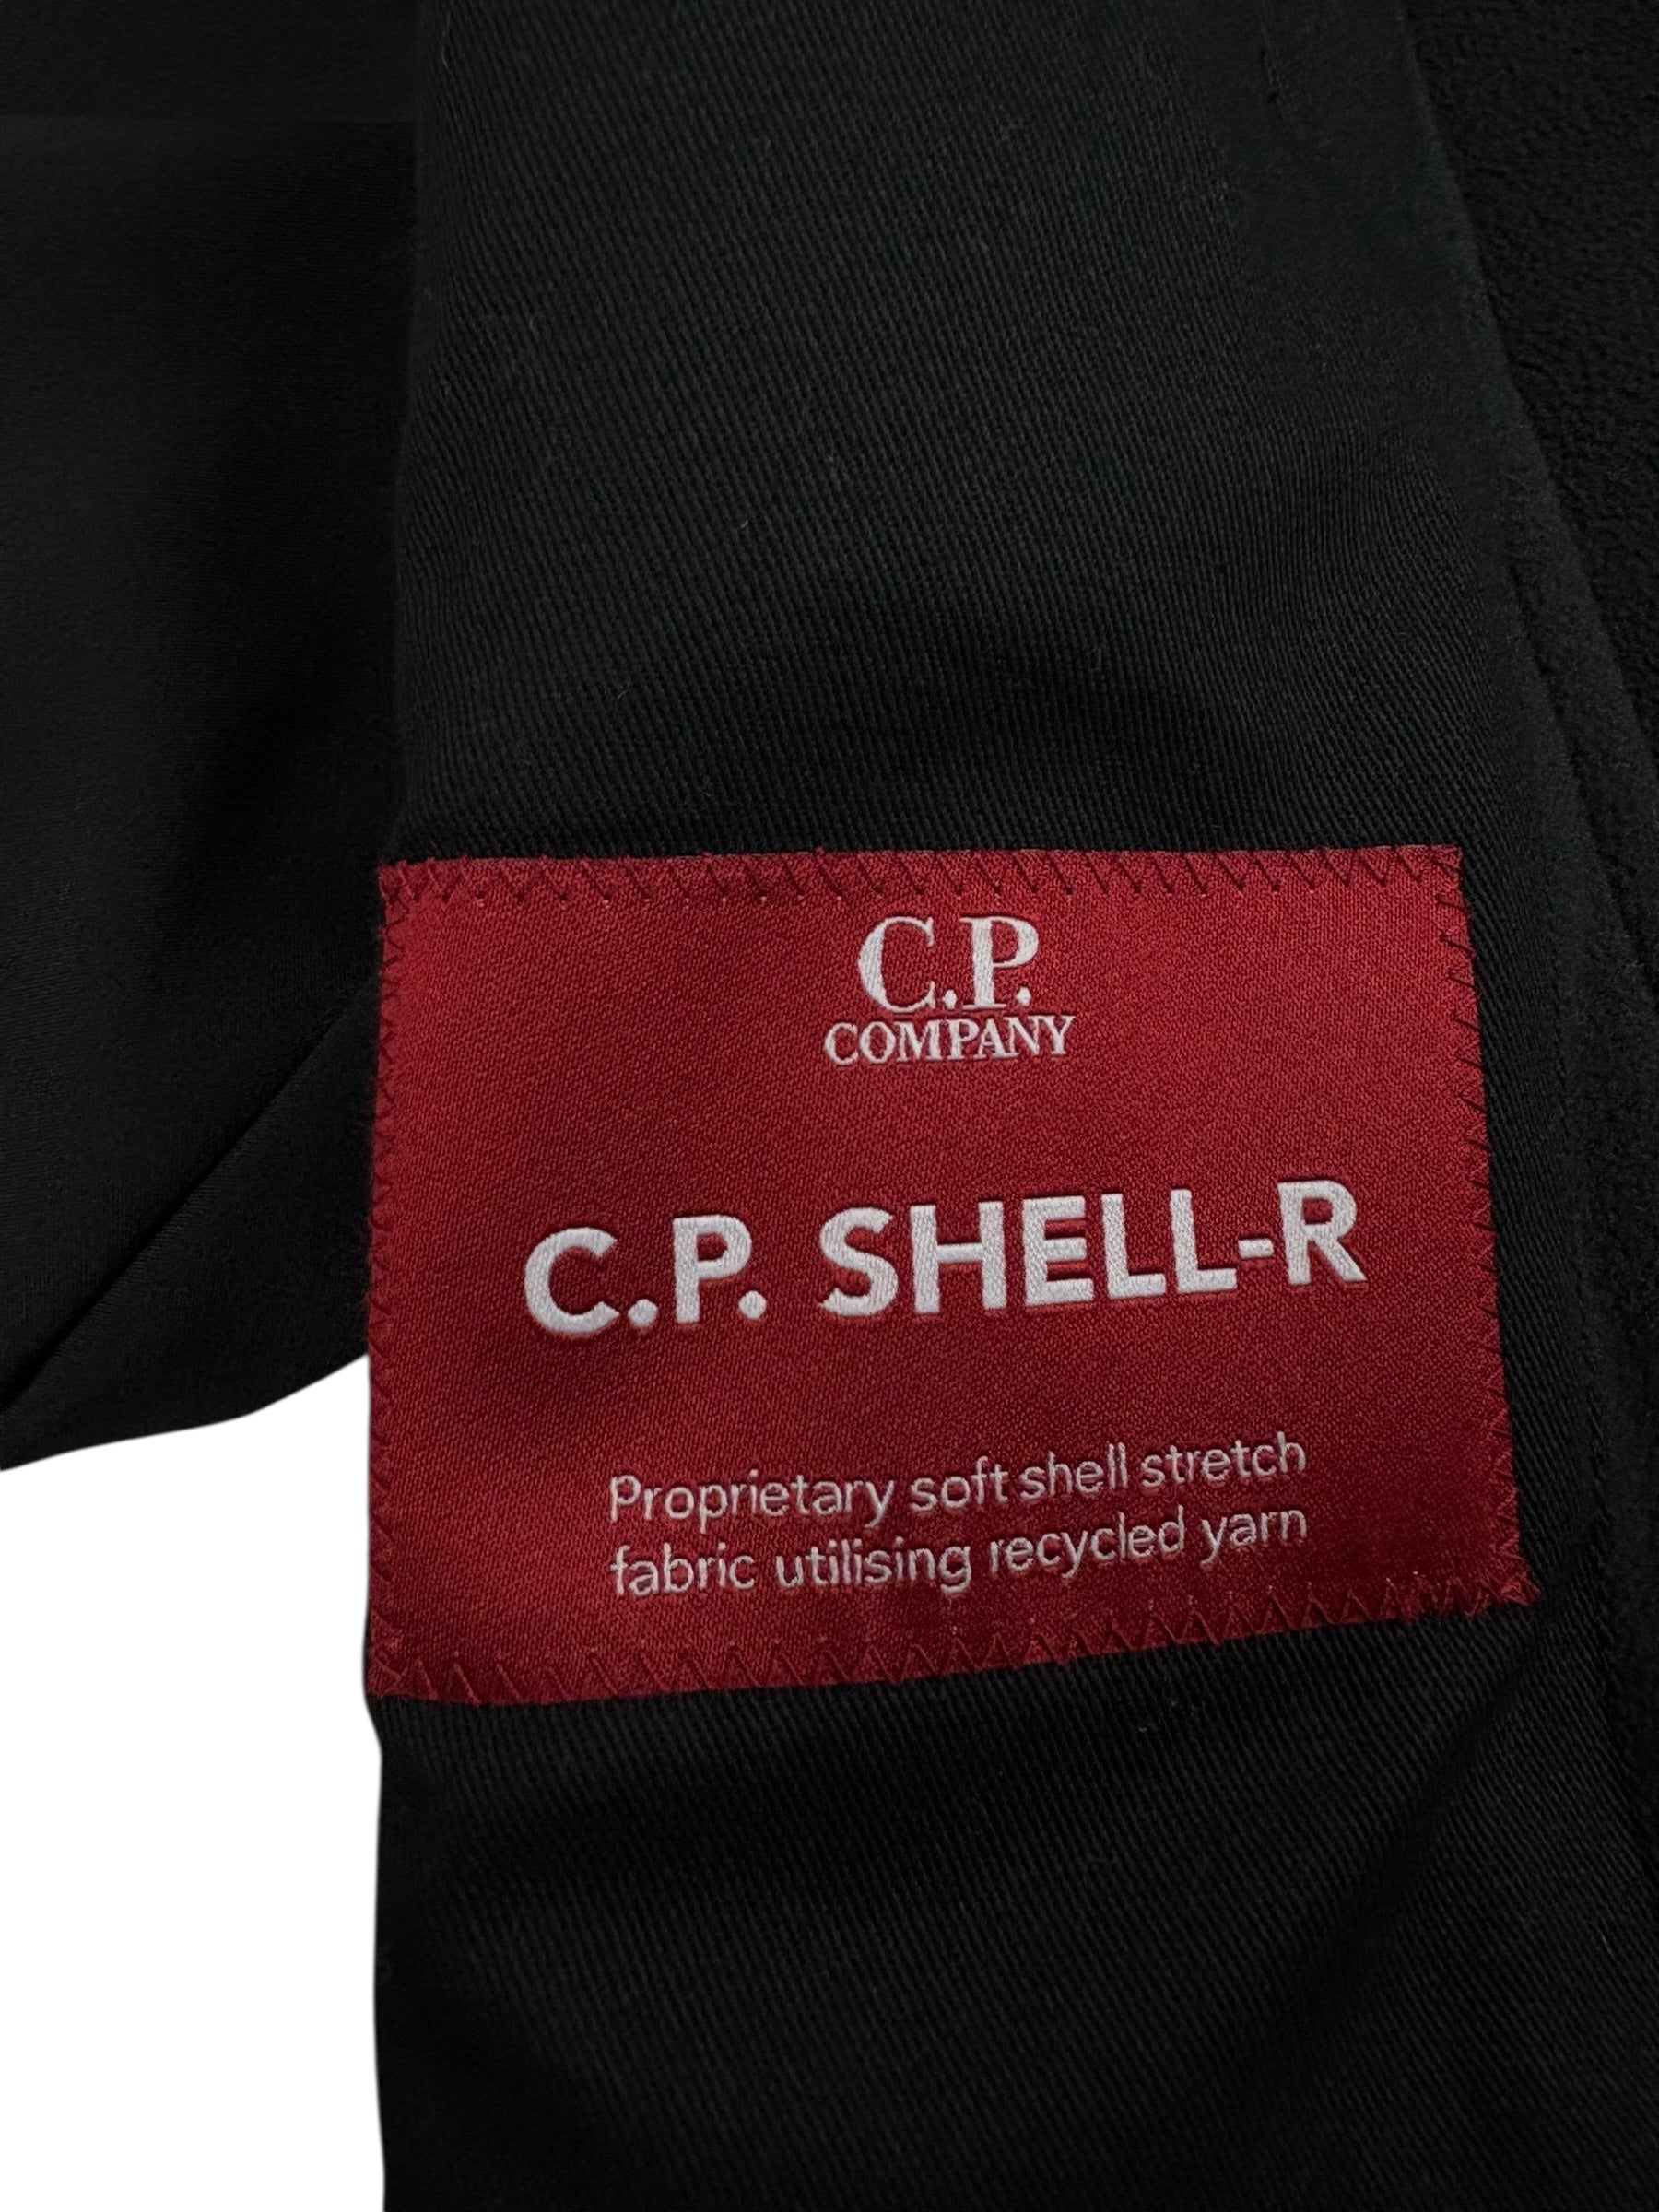 C.P.
COMPANY
C.P. SHELL-R
Proprietary soft shell stretch
fabric utilising recycled yarn